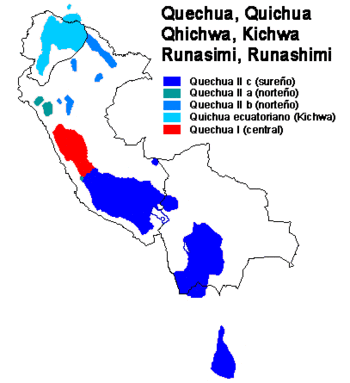 Quechua, Quichua
Qhichwa, Kichwa
Runasimi, Runashimi
Quechua II c (sureño)
Quechua II a (norteño)
Quechua II b (norteño)
Quichua ecuatoriano (Kichwa)
Quechua I (central)